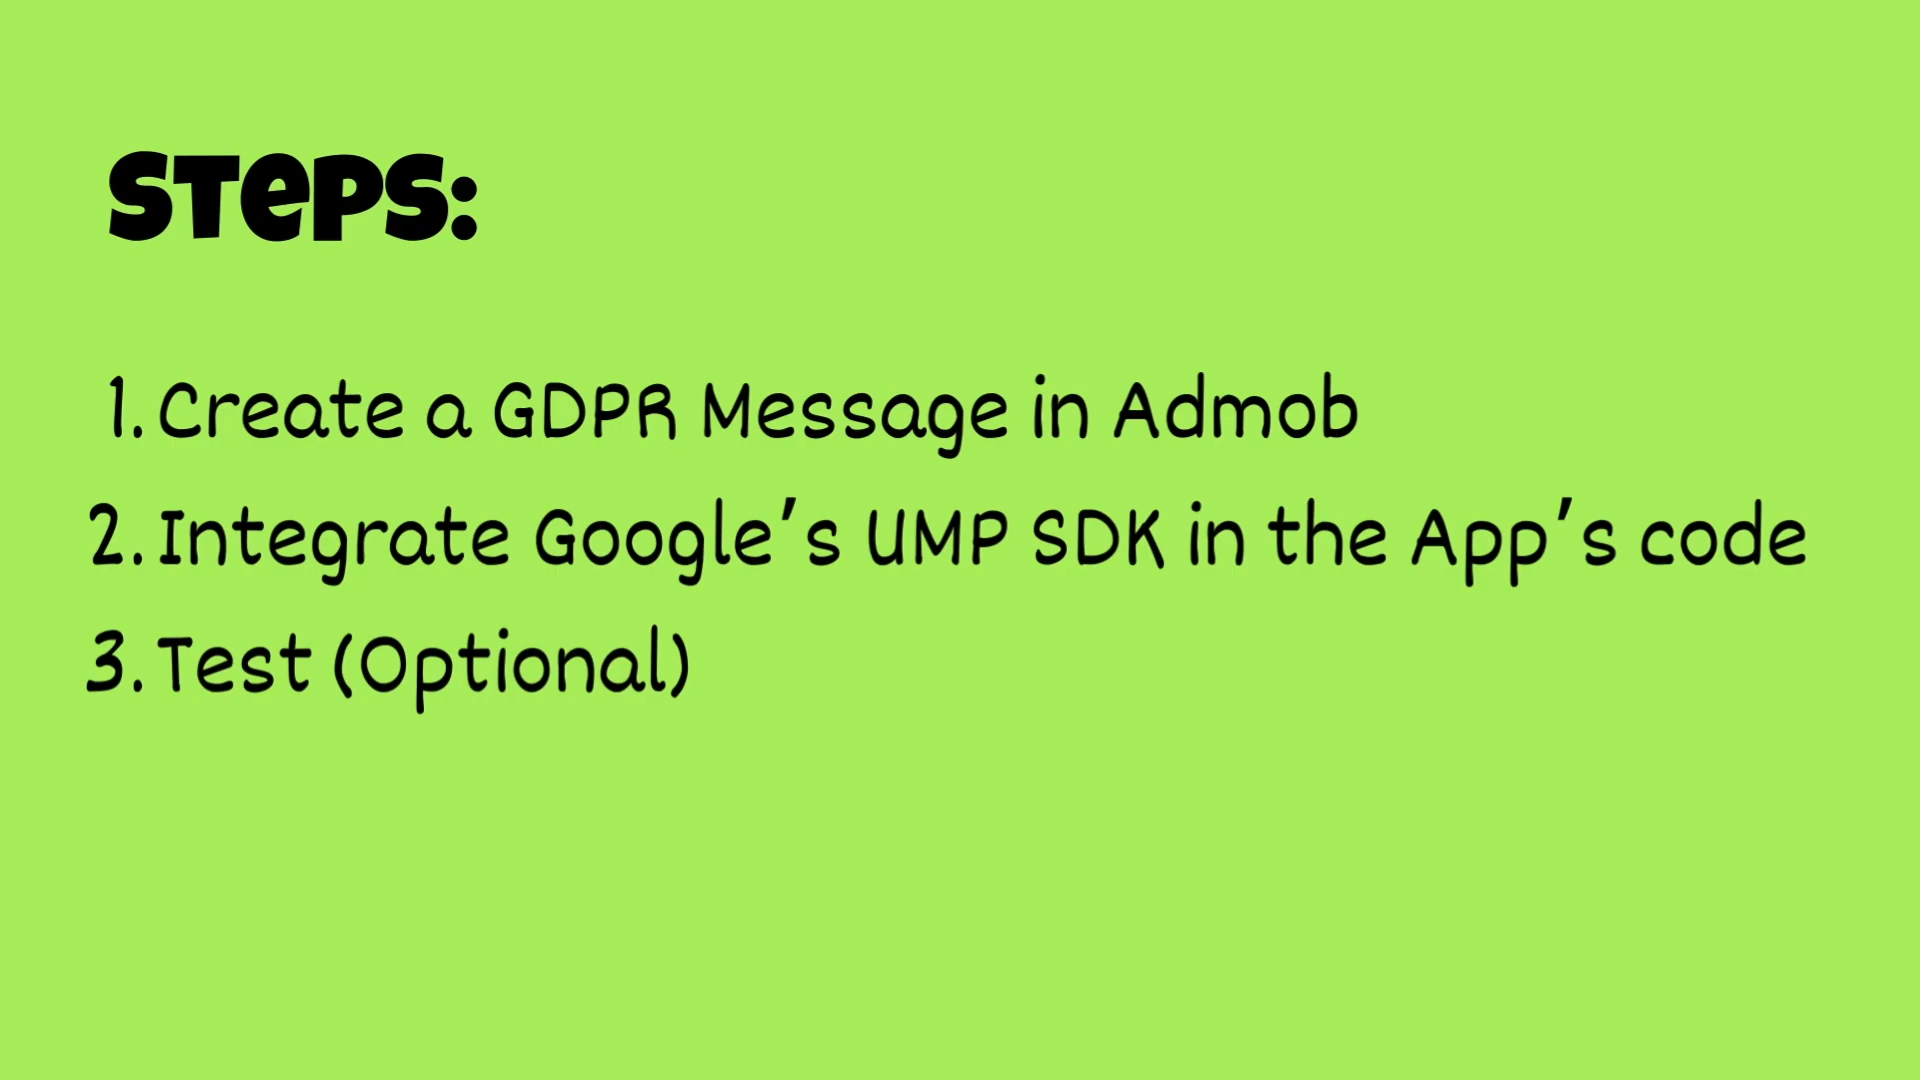 STePS:
1. Create a GDPR Message in Admob
2. Integrate Google's UMP SDK in the App's code
3. Test (Optional)